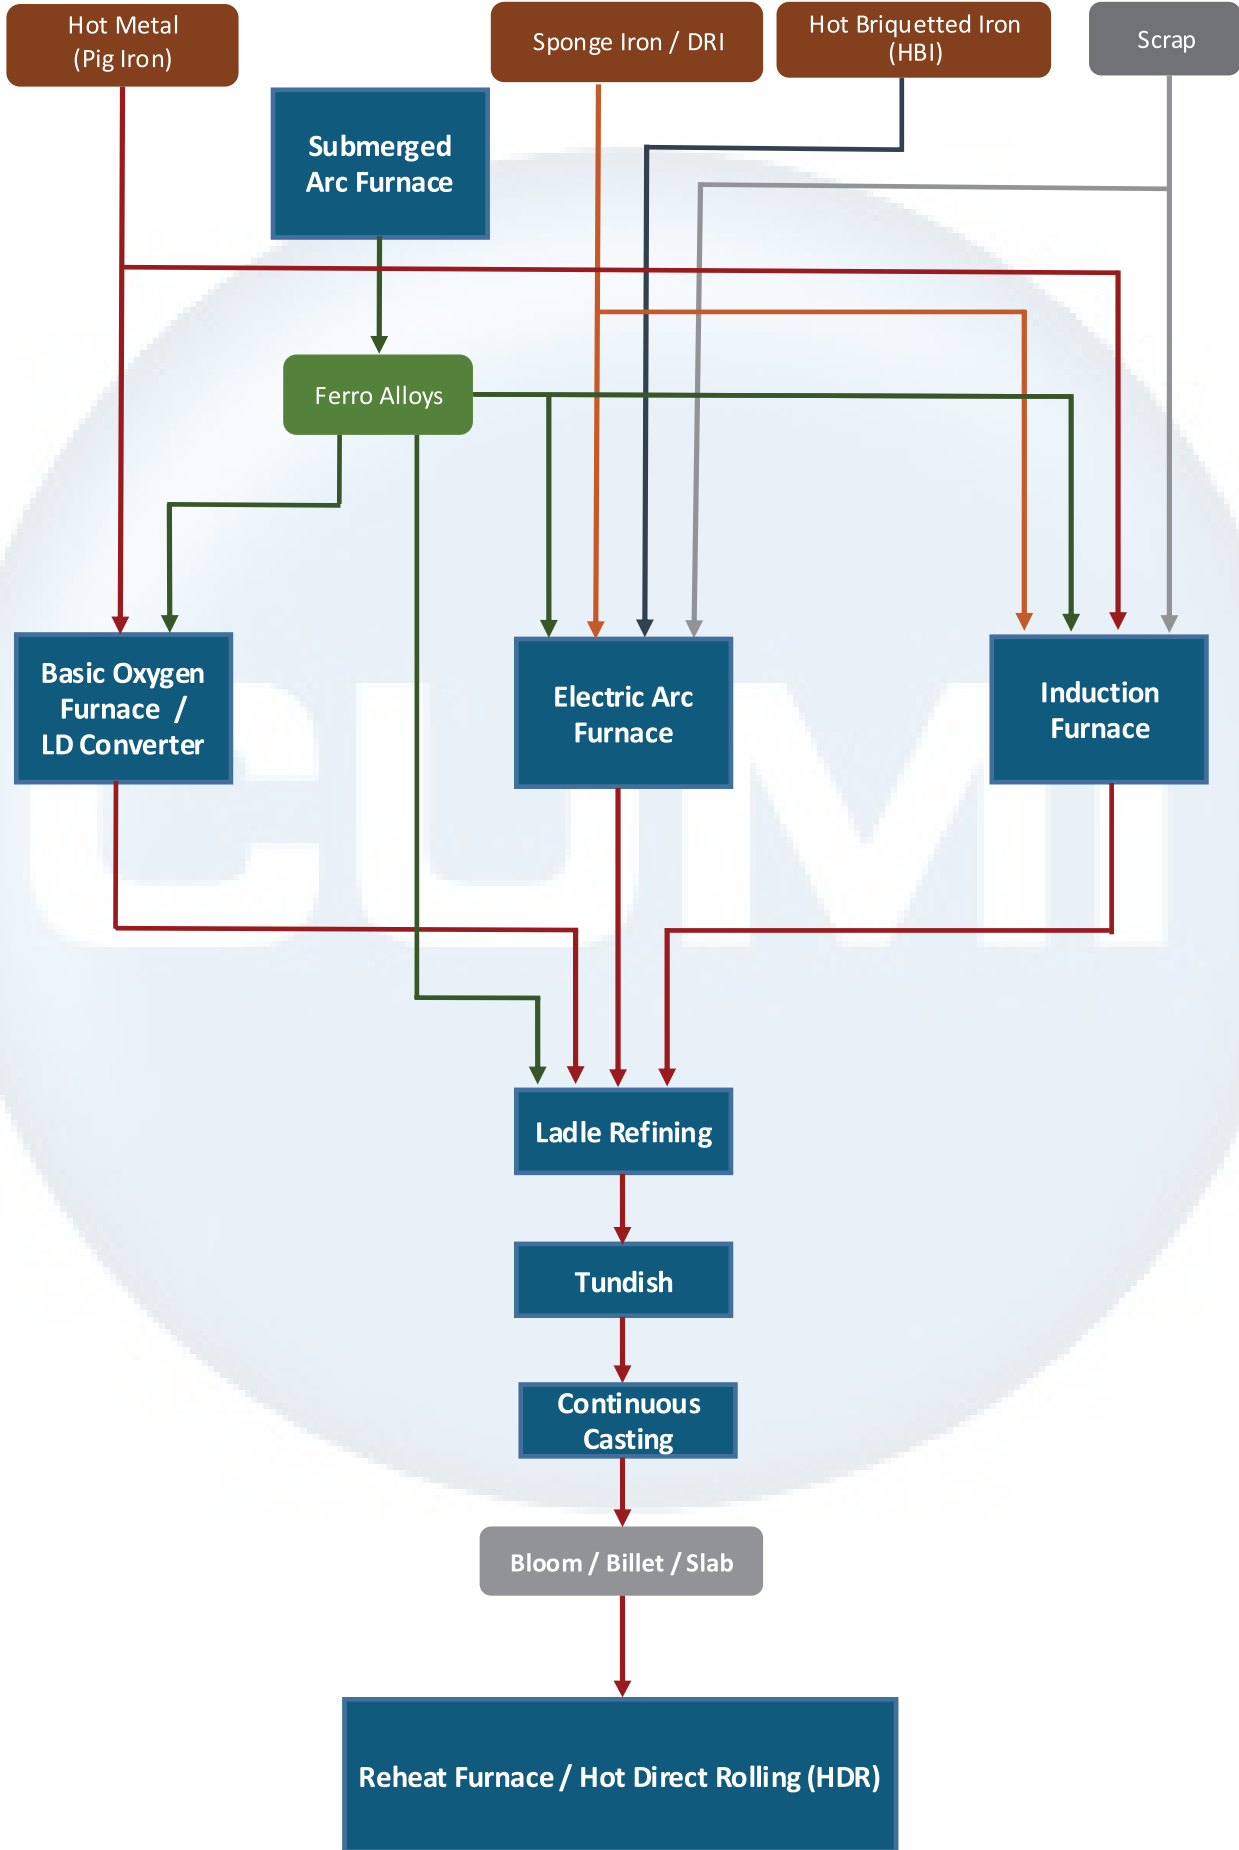 Hot Metal
(Pig Iron)
Sponge Iron / DRI
Hot Briquetted Iron
(HBI)
Scrap
Submerged
Arc Furnace
Ferro Alloys
Basic Oxygen
Furnace /
LD Converter
Electric Arc
Furnace
Induction
Furnace
CUMI
Ladle Refining
Tundish
Continuous
Casting
Bloom / Billet / Slab
Reheat Furnace / Hot Direct Rolling (HDR)